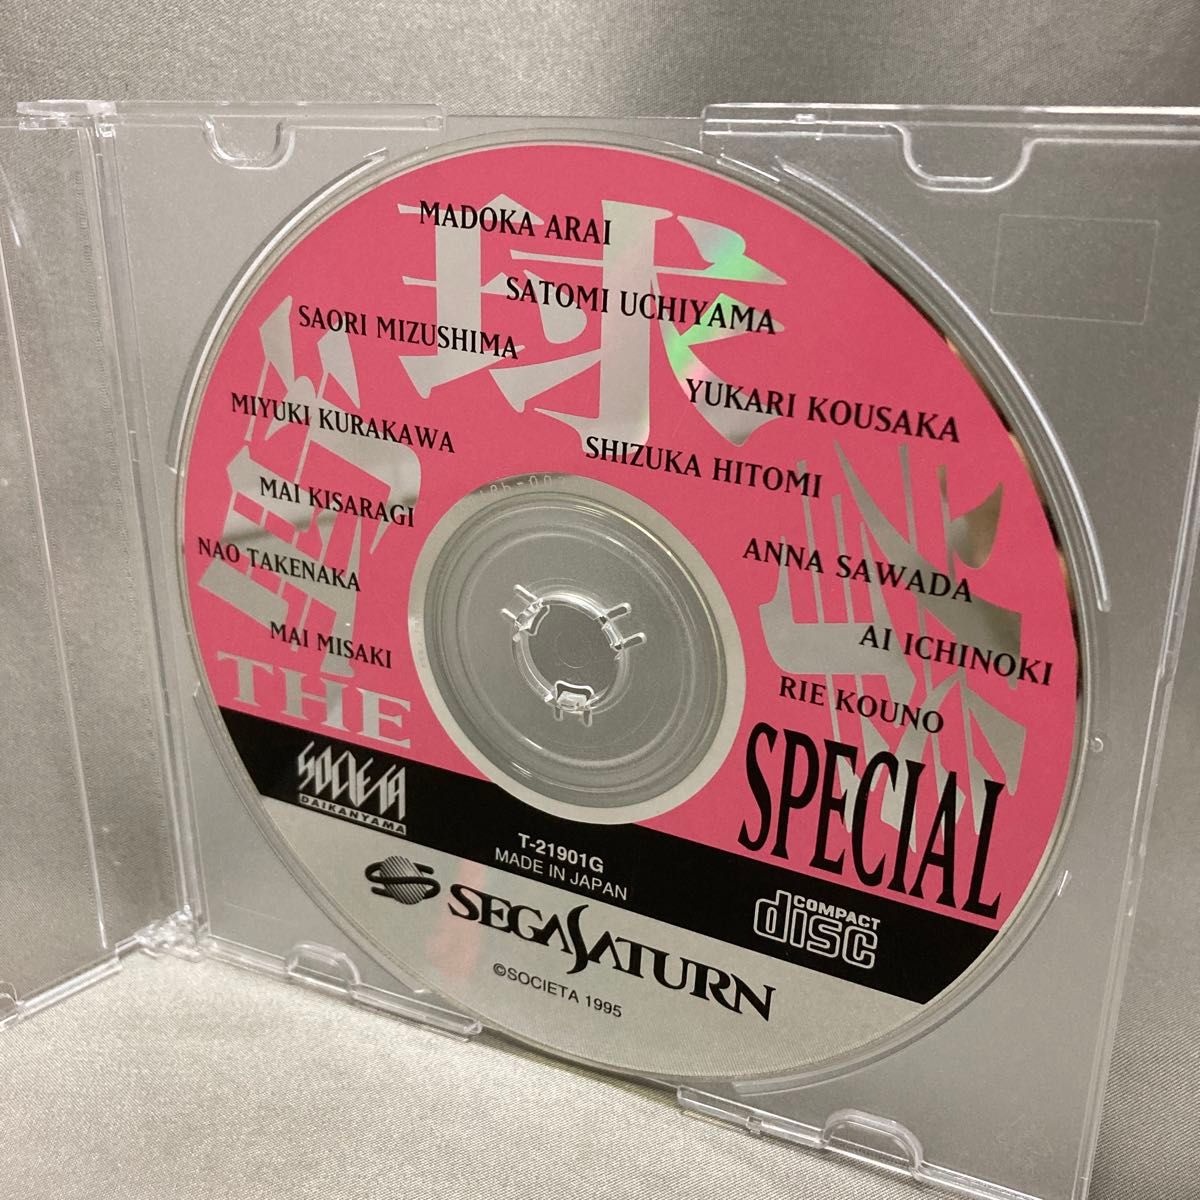 MADOKA ARAI
SATOMI UCHIYAMA
SAORI MIZUSHIMA
YUKARI KOUSAKA
MIYUKI KURAKAWA
SHIZUKA HITOMI
MAI KISARAGI
ANNA SAWADA
NAO TAKENAKA
AI ICHINOKI
MAI MISAKI
RIE KOUNO
THE
野球拳
SPECIAL
SOCIETA
DAIKANYAMA
T-21901G
MADE IN JAPAN
COMPACT
disc
SEGA SATURN
©SOCIETA 1995